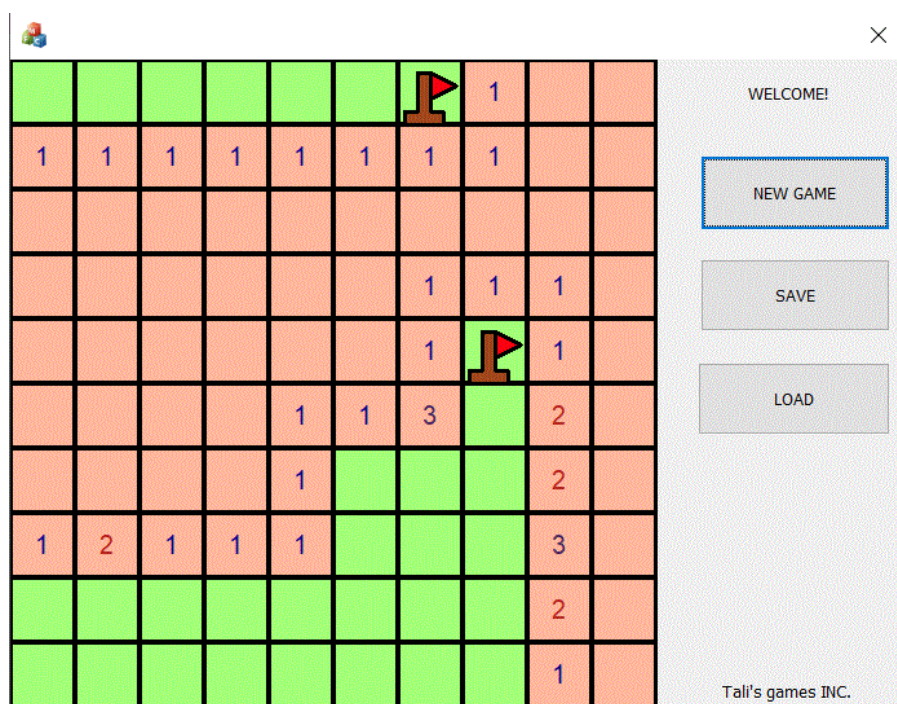 1
WELCOME!
1 1 1 1 1 1 1 1
NEW GAME
1 1 1
SAVE
1 1
1 1 3 2
LOAD
1 2
1 2 1 1 1 3
2
1
Tali's games INC.